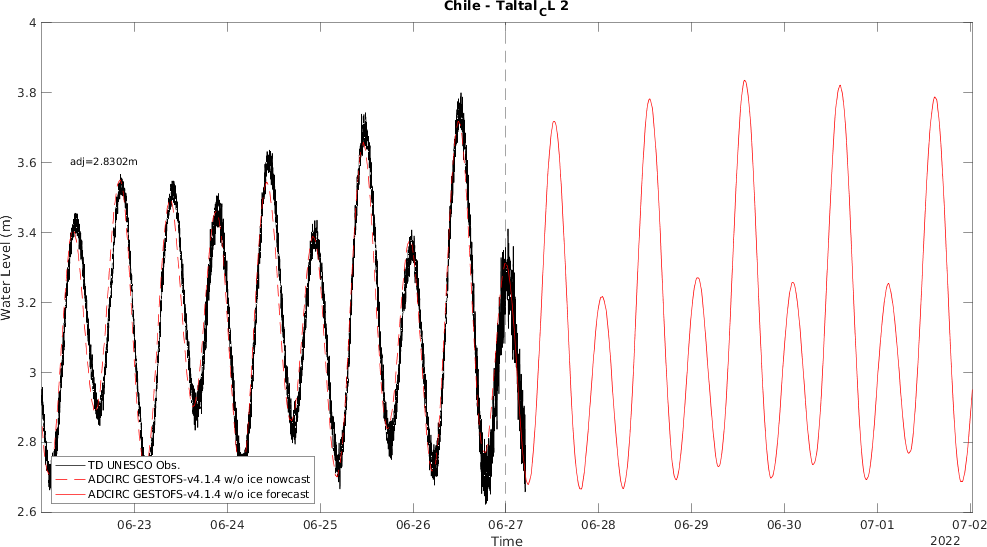 Chile - Taltal_CL 2
4
3.8
3.6
3.4
3.2
3
2.8
2.6
Water Level (m)
adj=2.8302m
TD UNESCO Obs.
ADCIRC GESTOFS-v4.1.4 w/o ice nowcast
ADCIRC GESTOFS-v4.1.4 w/o ice forecast
06-23 06-24 06-25 06-26 06-27 06-28 06-29 06-30 07-01 07-02
Time
2022